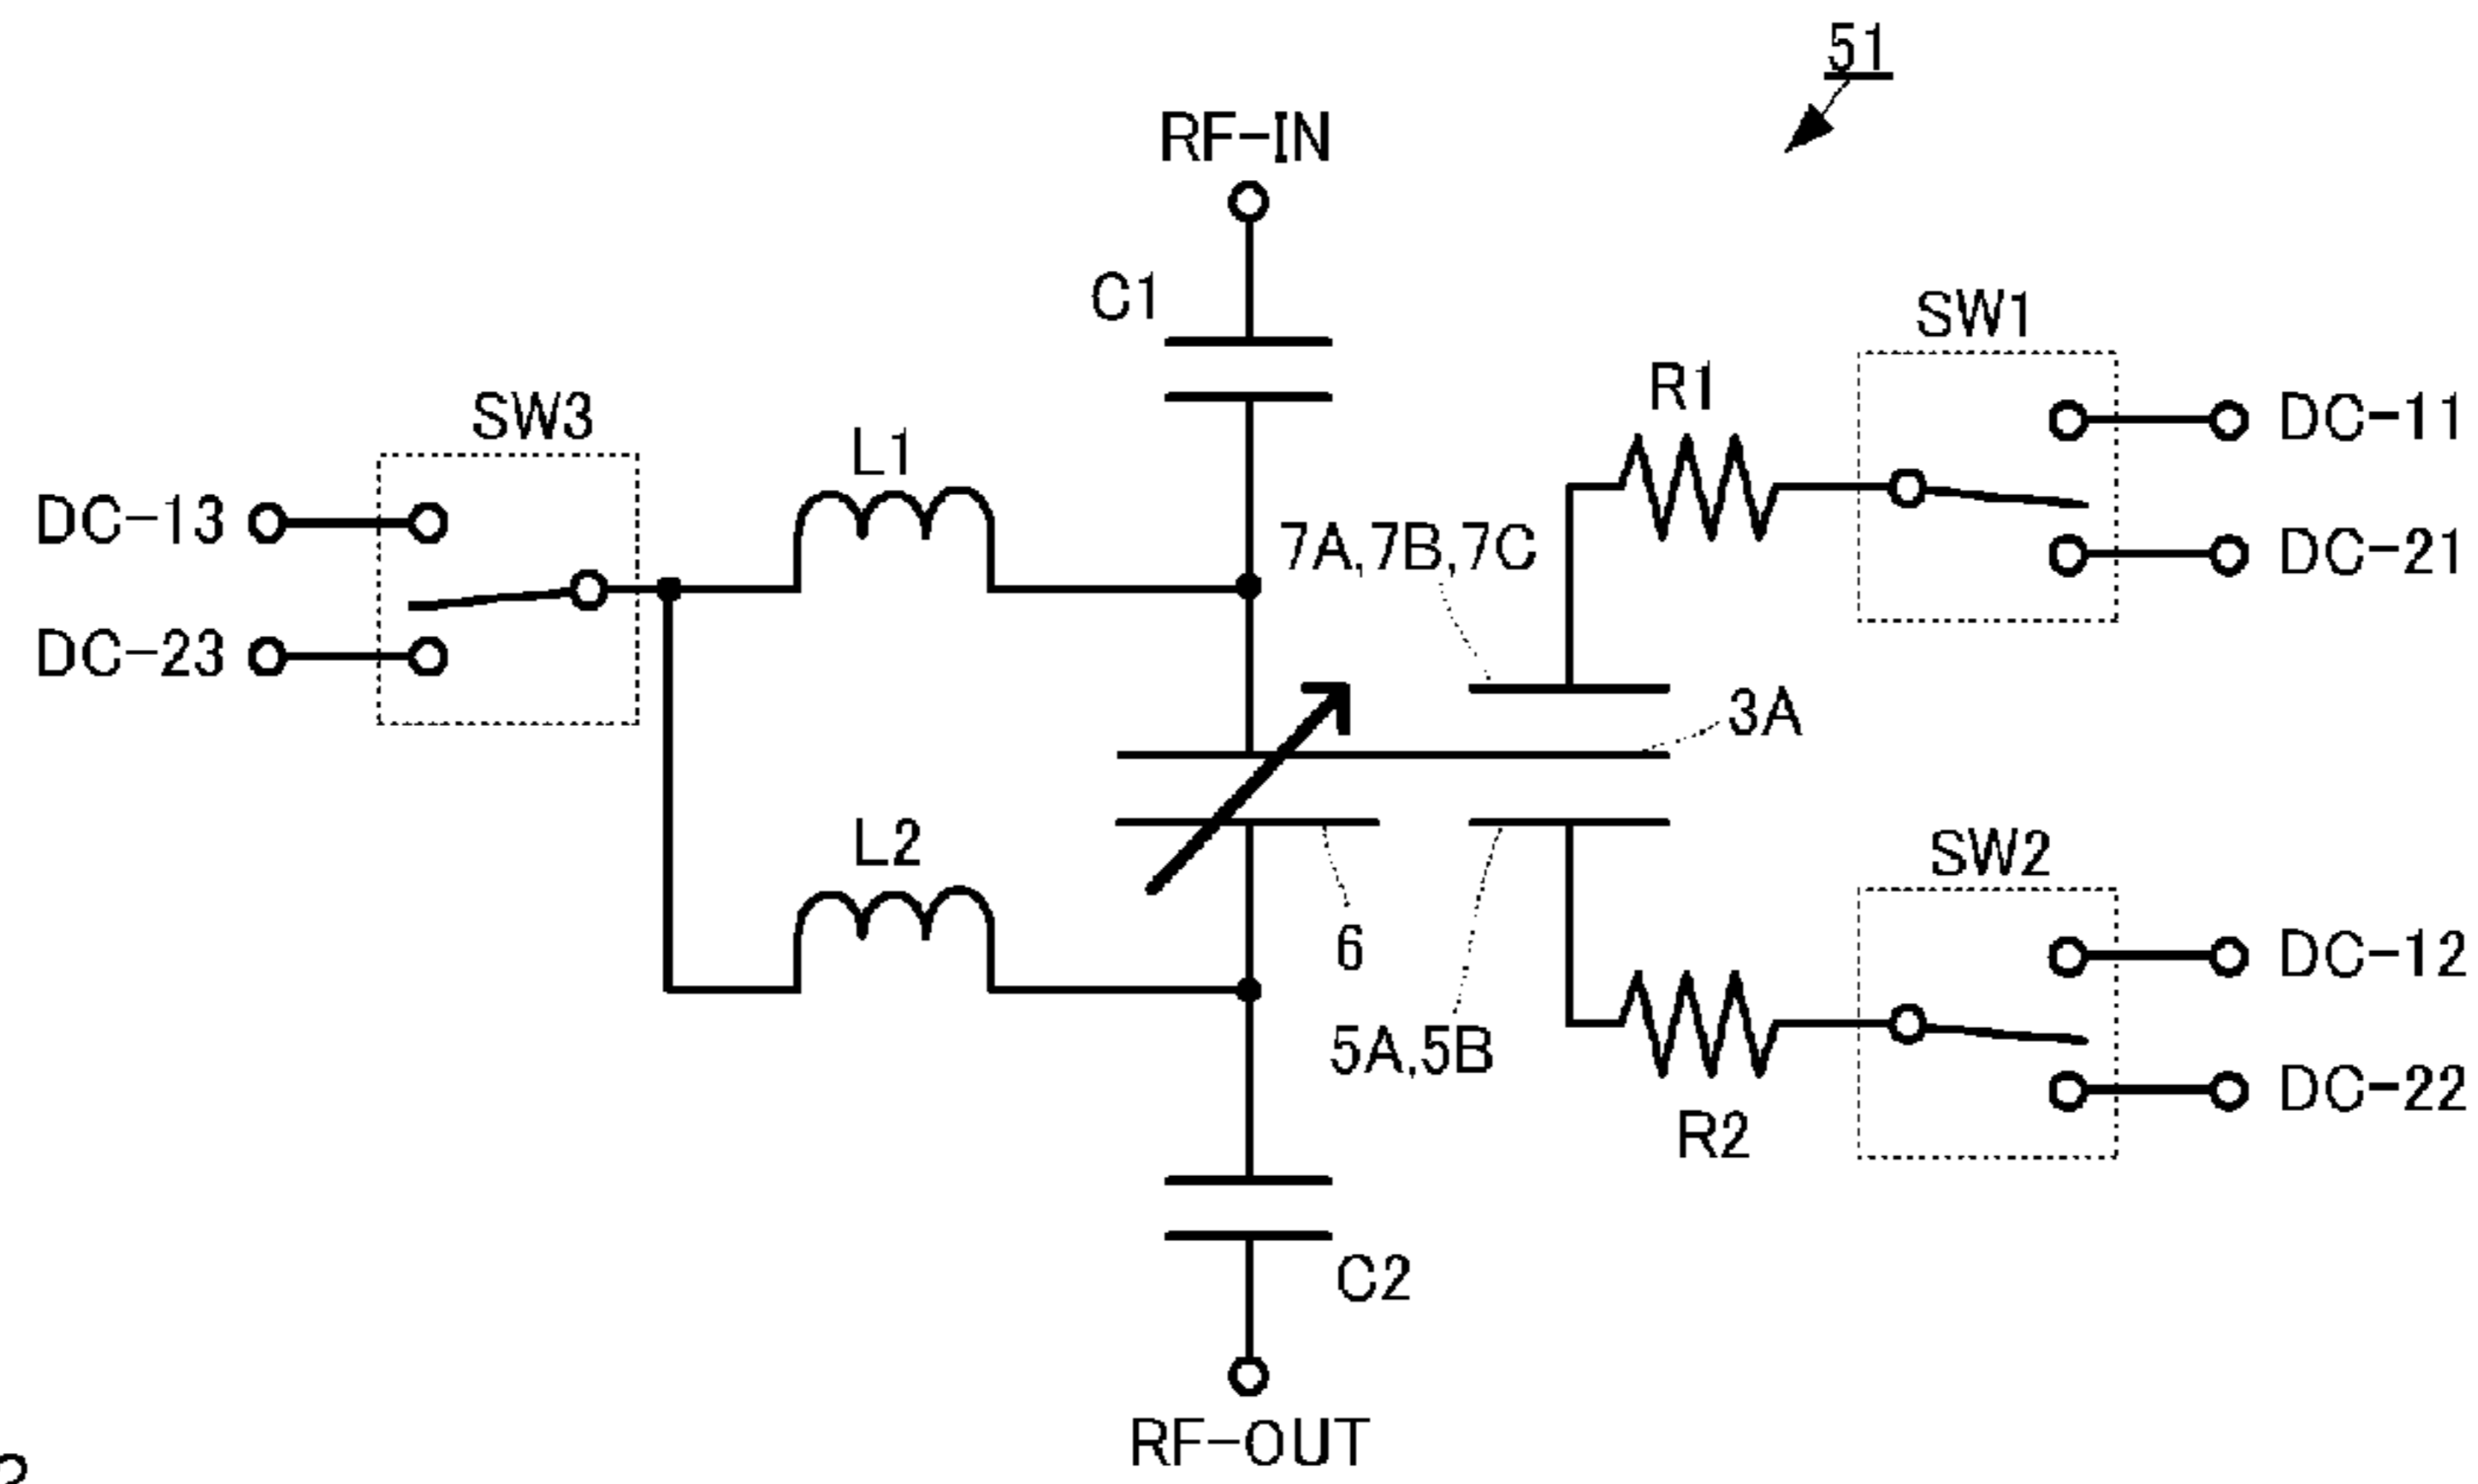 51
RF-IN
C1
SW1
R1
DC-11
SW3
L1
DC-13
7A,7B,7C
DC-21
DC-23
3A
L2
SW2
6
DC-12
5A,5B
DC-22
R2
C2
RF-OUT